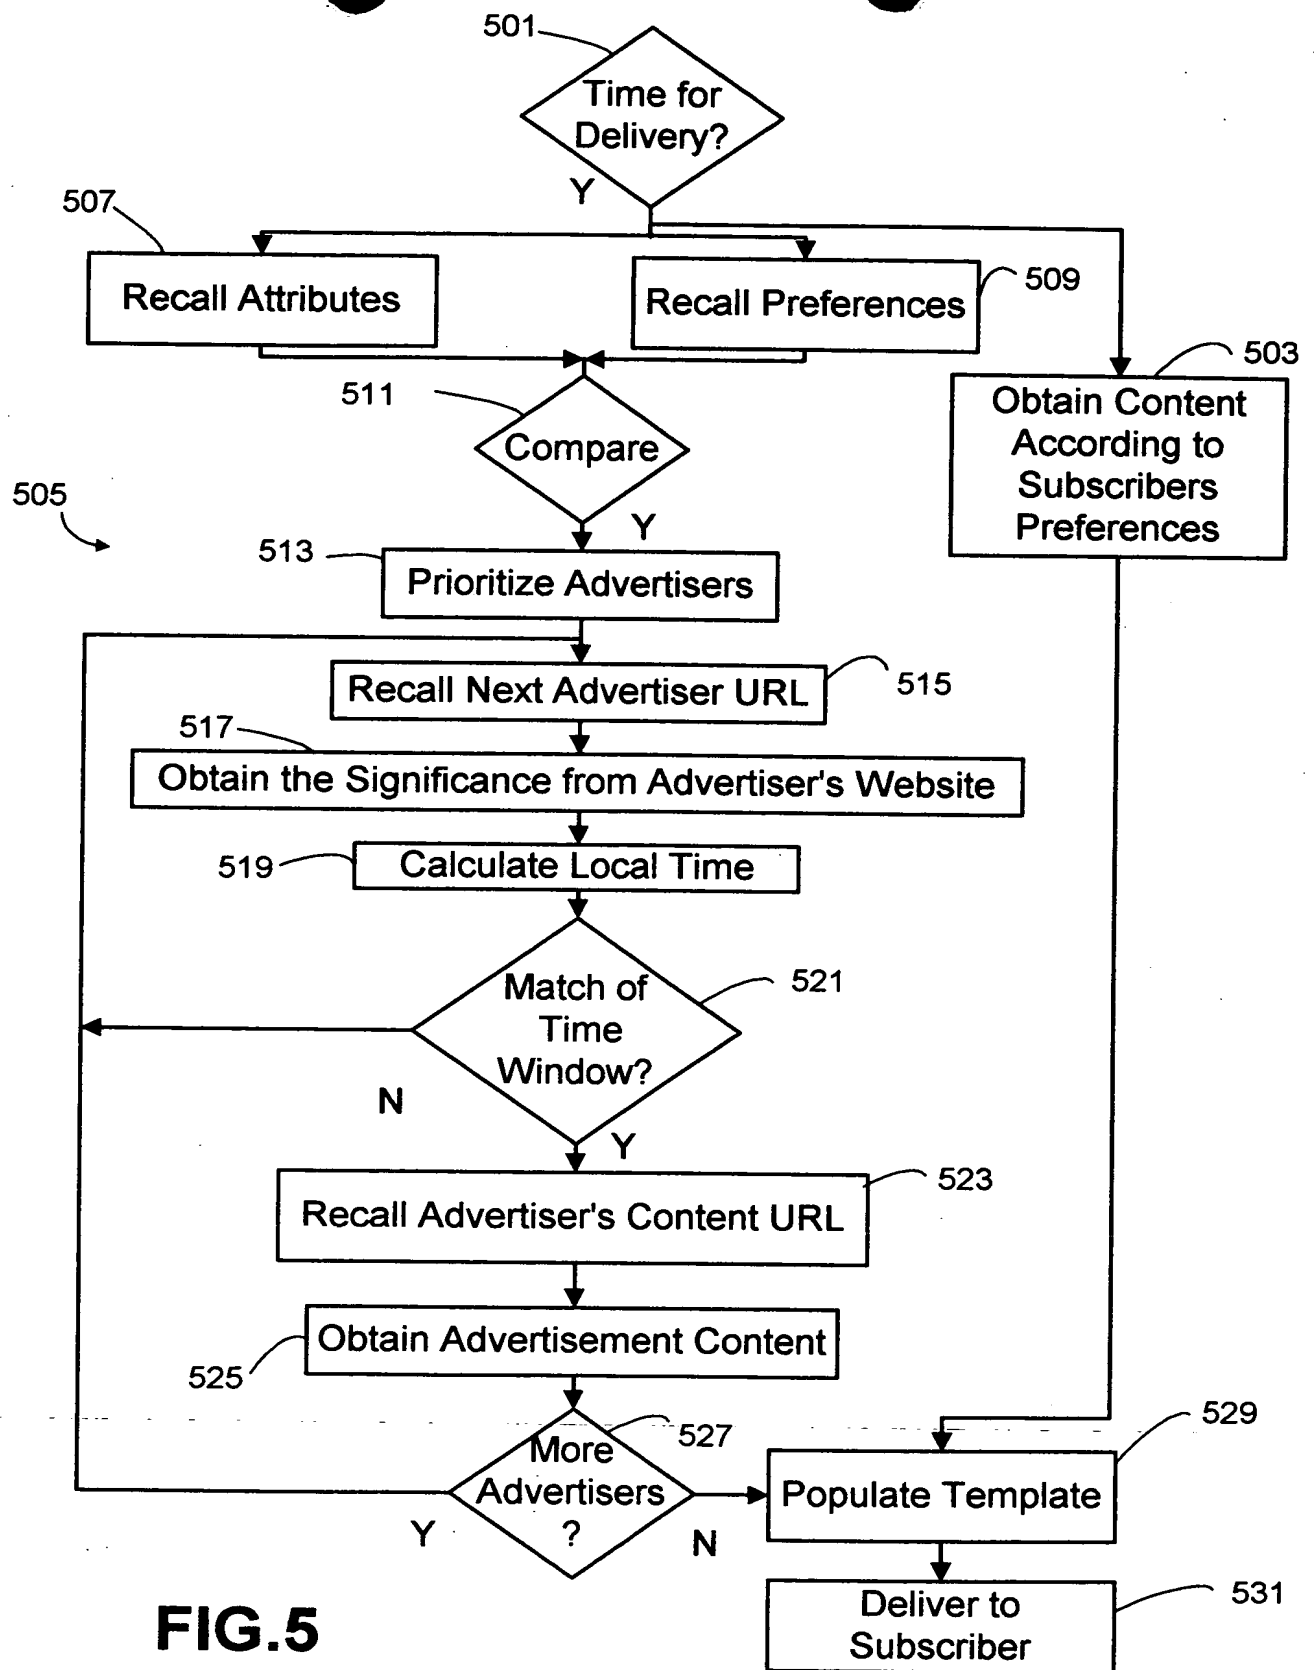 501
Time for
Delivery?
Y
507
Recall Attributes
Recall Preferences
509
503
Obtain Content
According to
Subscribers
Preferences
511
Compare
Y
505
513
Prioritize Advertisers
Recall Next Advertiser URL
515
517
Obtain the Significance from Advertiser's Website
519
Calculate Local Time
Match of
Time
Window?
521
N
Y
Recall Advertiser's Content URL
523
Obtain Advertisement Content
525
More
Advertisers
?
527
Y
N
529
Populate Template
Deliver to
Subscriber
531
FIG.5